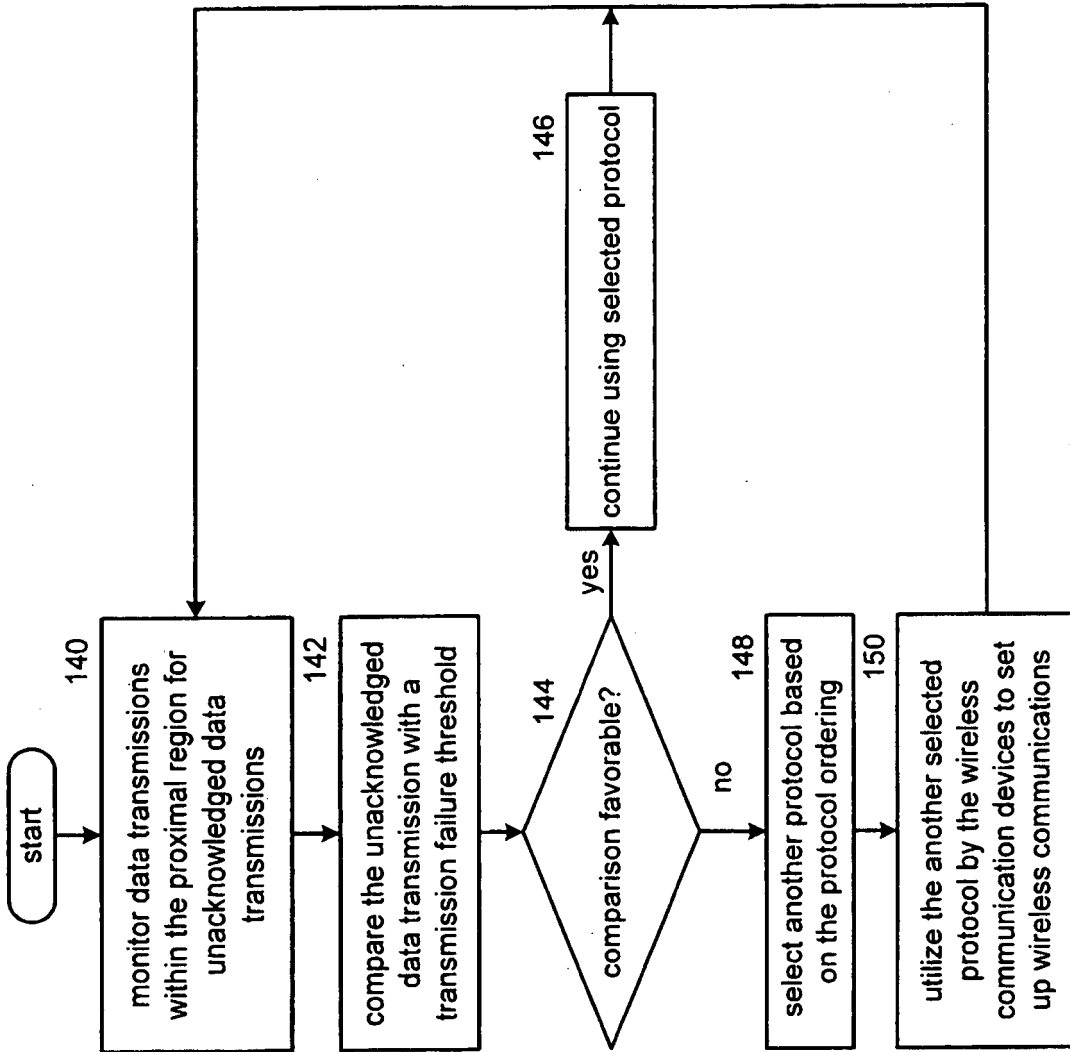 start
140
monitor data transmissions
within the proximal region for
unacknowledged data
transmissions
142
compare the unacknowledged
data transmission with a
transmission failure threshold
144
comparison favorable?
yes
146
continue using selected protocol
no
148
select another protocol based
on the protocol ordering
150
utilize the another selected
protocol by the wireless
communication devices to set
up wireless communications